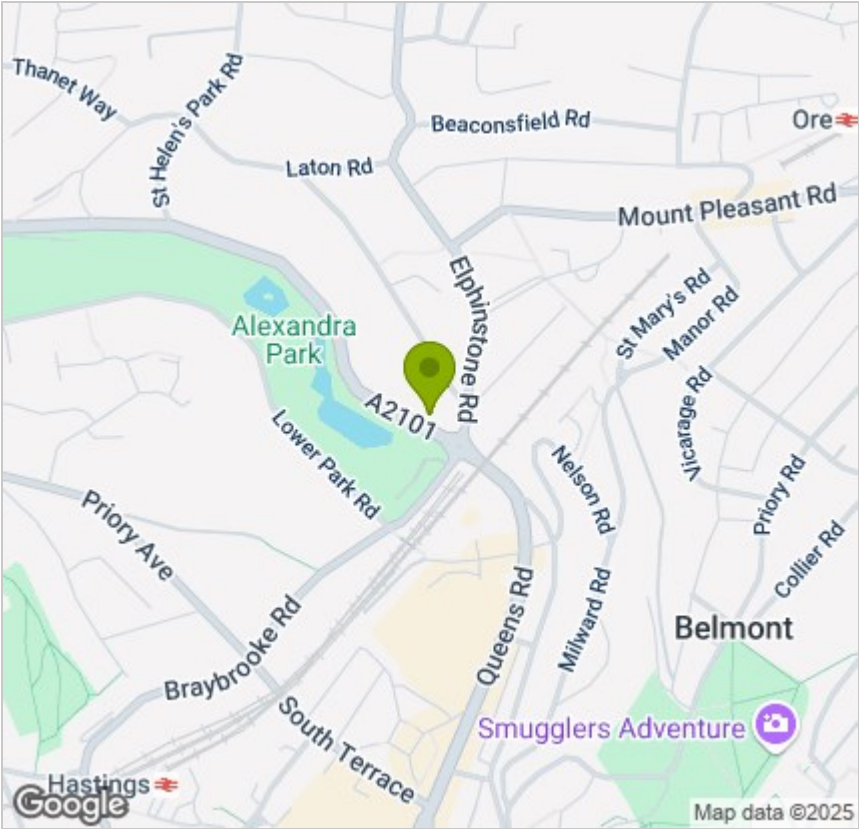 Thanet Way
St Helen's Park Rd
Beaconsfield Rd
Ore
Laton Rd
Mount Pleasant Rd
Elphinstone Rd
St Mary's Rd
Manor Rd
Alexandra
Park
A2101
Vicarage Rd
Lower Park Rd
Nelson Rd
Priory Rd
Priory Ave
Collier Rd
Milward Rd
Queens Rd
Braybrooke Rd
Belmont
South Terrace
Smugglers Adventure
Hastings
Google
Map data ©2025